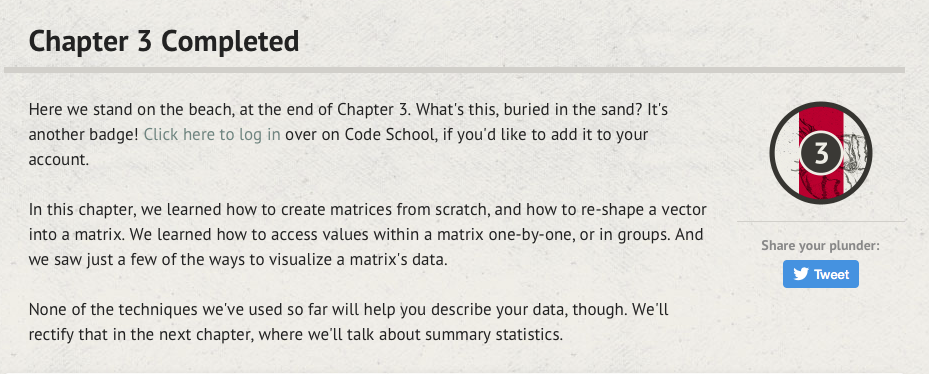 Chapter 3 Completed
Here we stand on the beach, at the end of Chapter 3. What's this, buried in the sand? It's
another badge! Click here to log in over on Code School, if you'd like to add it to your
account.
In this chapter, we learned how to create matrices from scratch, and how to re-shape a vector
into a matrix. We learned how to access values within a matrix one-by-one, or in groups. And
we saw just a few of the ways to visualize a matrix's data.
None of the techniques we've used so far will help you describe your data, though. We'll
rectify that in the next chapter, where we'll talk about summary statistics.
3
Share your plunder:
Tweet